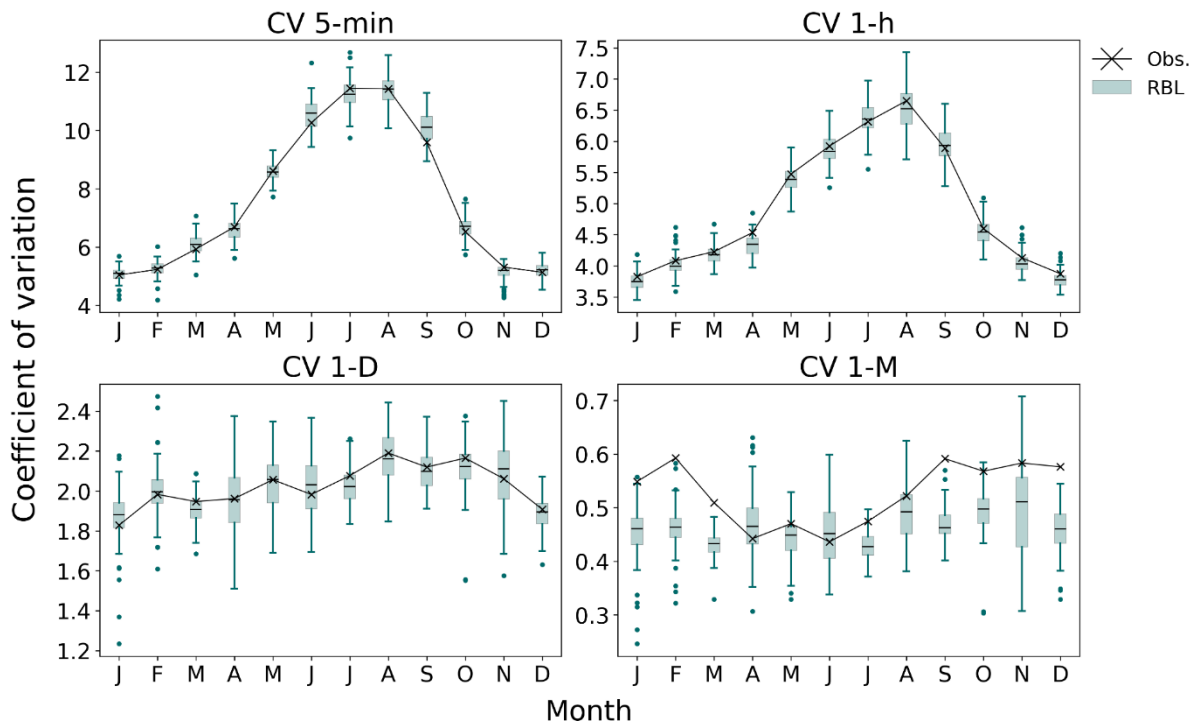 CV 5-min
CV 1-h
Obs.
RBL
Coefficient of variation
12
10
8
6
4
J F M A M J J A S O N D
7.5
7.0
6.5
6.0
5.5
5.0
4.5
4.0
3.5
J F M A M J J A S O N D
CV 1-D
CV 1-M
2.4
2.2
2.0
1.8
1.6
1.4
1.2
J F M A M J J A S O N D
0.7
0.6
0.5
0.4
0.3
J F M A M J J A S O N D
Month